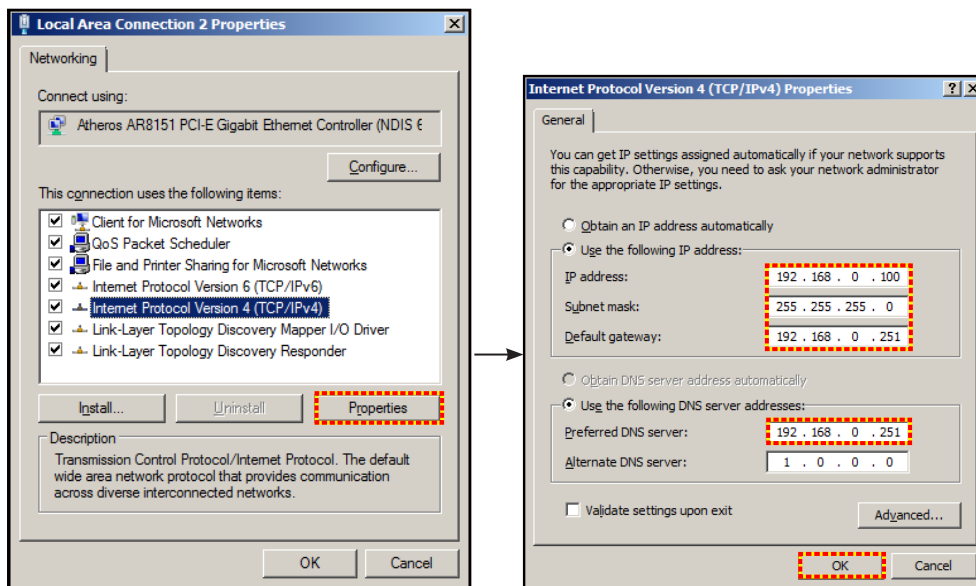 Local Area Connection 2 Properties
Networking
Connect using:
Atheros AR8151 PCI-E Gigabit Ethernet Controller (NDIS 6
Configure...
This connection uses the following items:
Client for Microsoft Networks
QoS Packet Scheduler
File and Printer Sharing for Microsoft Networks
Internet Protocol Version 6 (TCP/IPv6)
Internet Protocol Version 4 (TCP/IPv4)
Link-Layer Topology Discovery Mapper I/O Driver
Link-Layer Topology Discovery Responder
Install...
Uninstall
Properties
Description
Transmission Control Protocol/Internet Protocol. The default
wide area network protocol that provides communication
across diverse interconnected networks.
OK
Cancel
Internet Protocol Version 4 (TCP/IPv4) Properties
General
You can get IP settings assigned automatically if your network supports
this capability. Otherwise, you need to ask your network administrator
for the appropriate IP settings.
Obtain an IP address automatically
Use the following IP address:
IP address:
192 . 168 . 0 . 100
Subnet mask:
255 . 255 . 255 . 0
Default gateway:
192 . 168 . 0 . 251
Obtain DNS server address automatically
Use the following DNS server addresses:
Preferred DNS server:
192 . 168 . 0 . 251
Alternate DNS server:
1 . 0 . 0 . 0
Validate settings upon exit
Advanced...
OK
Cancel